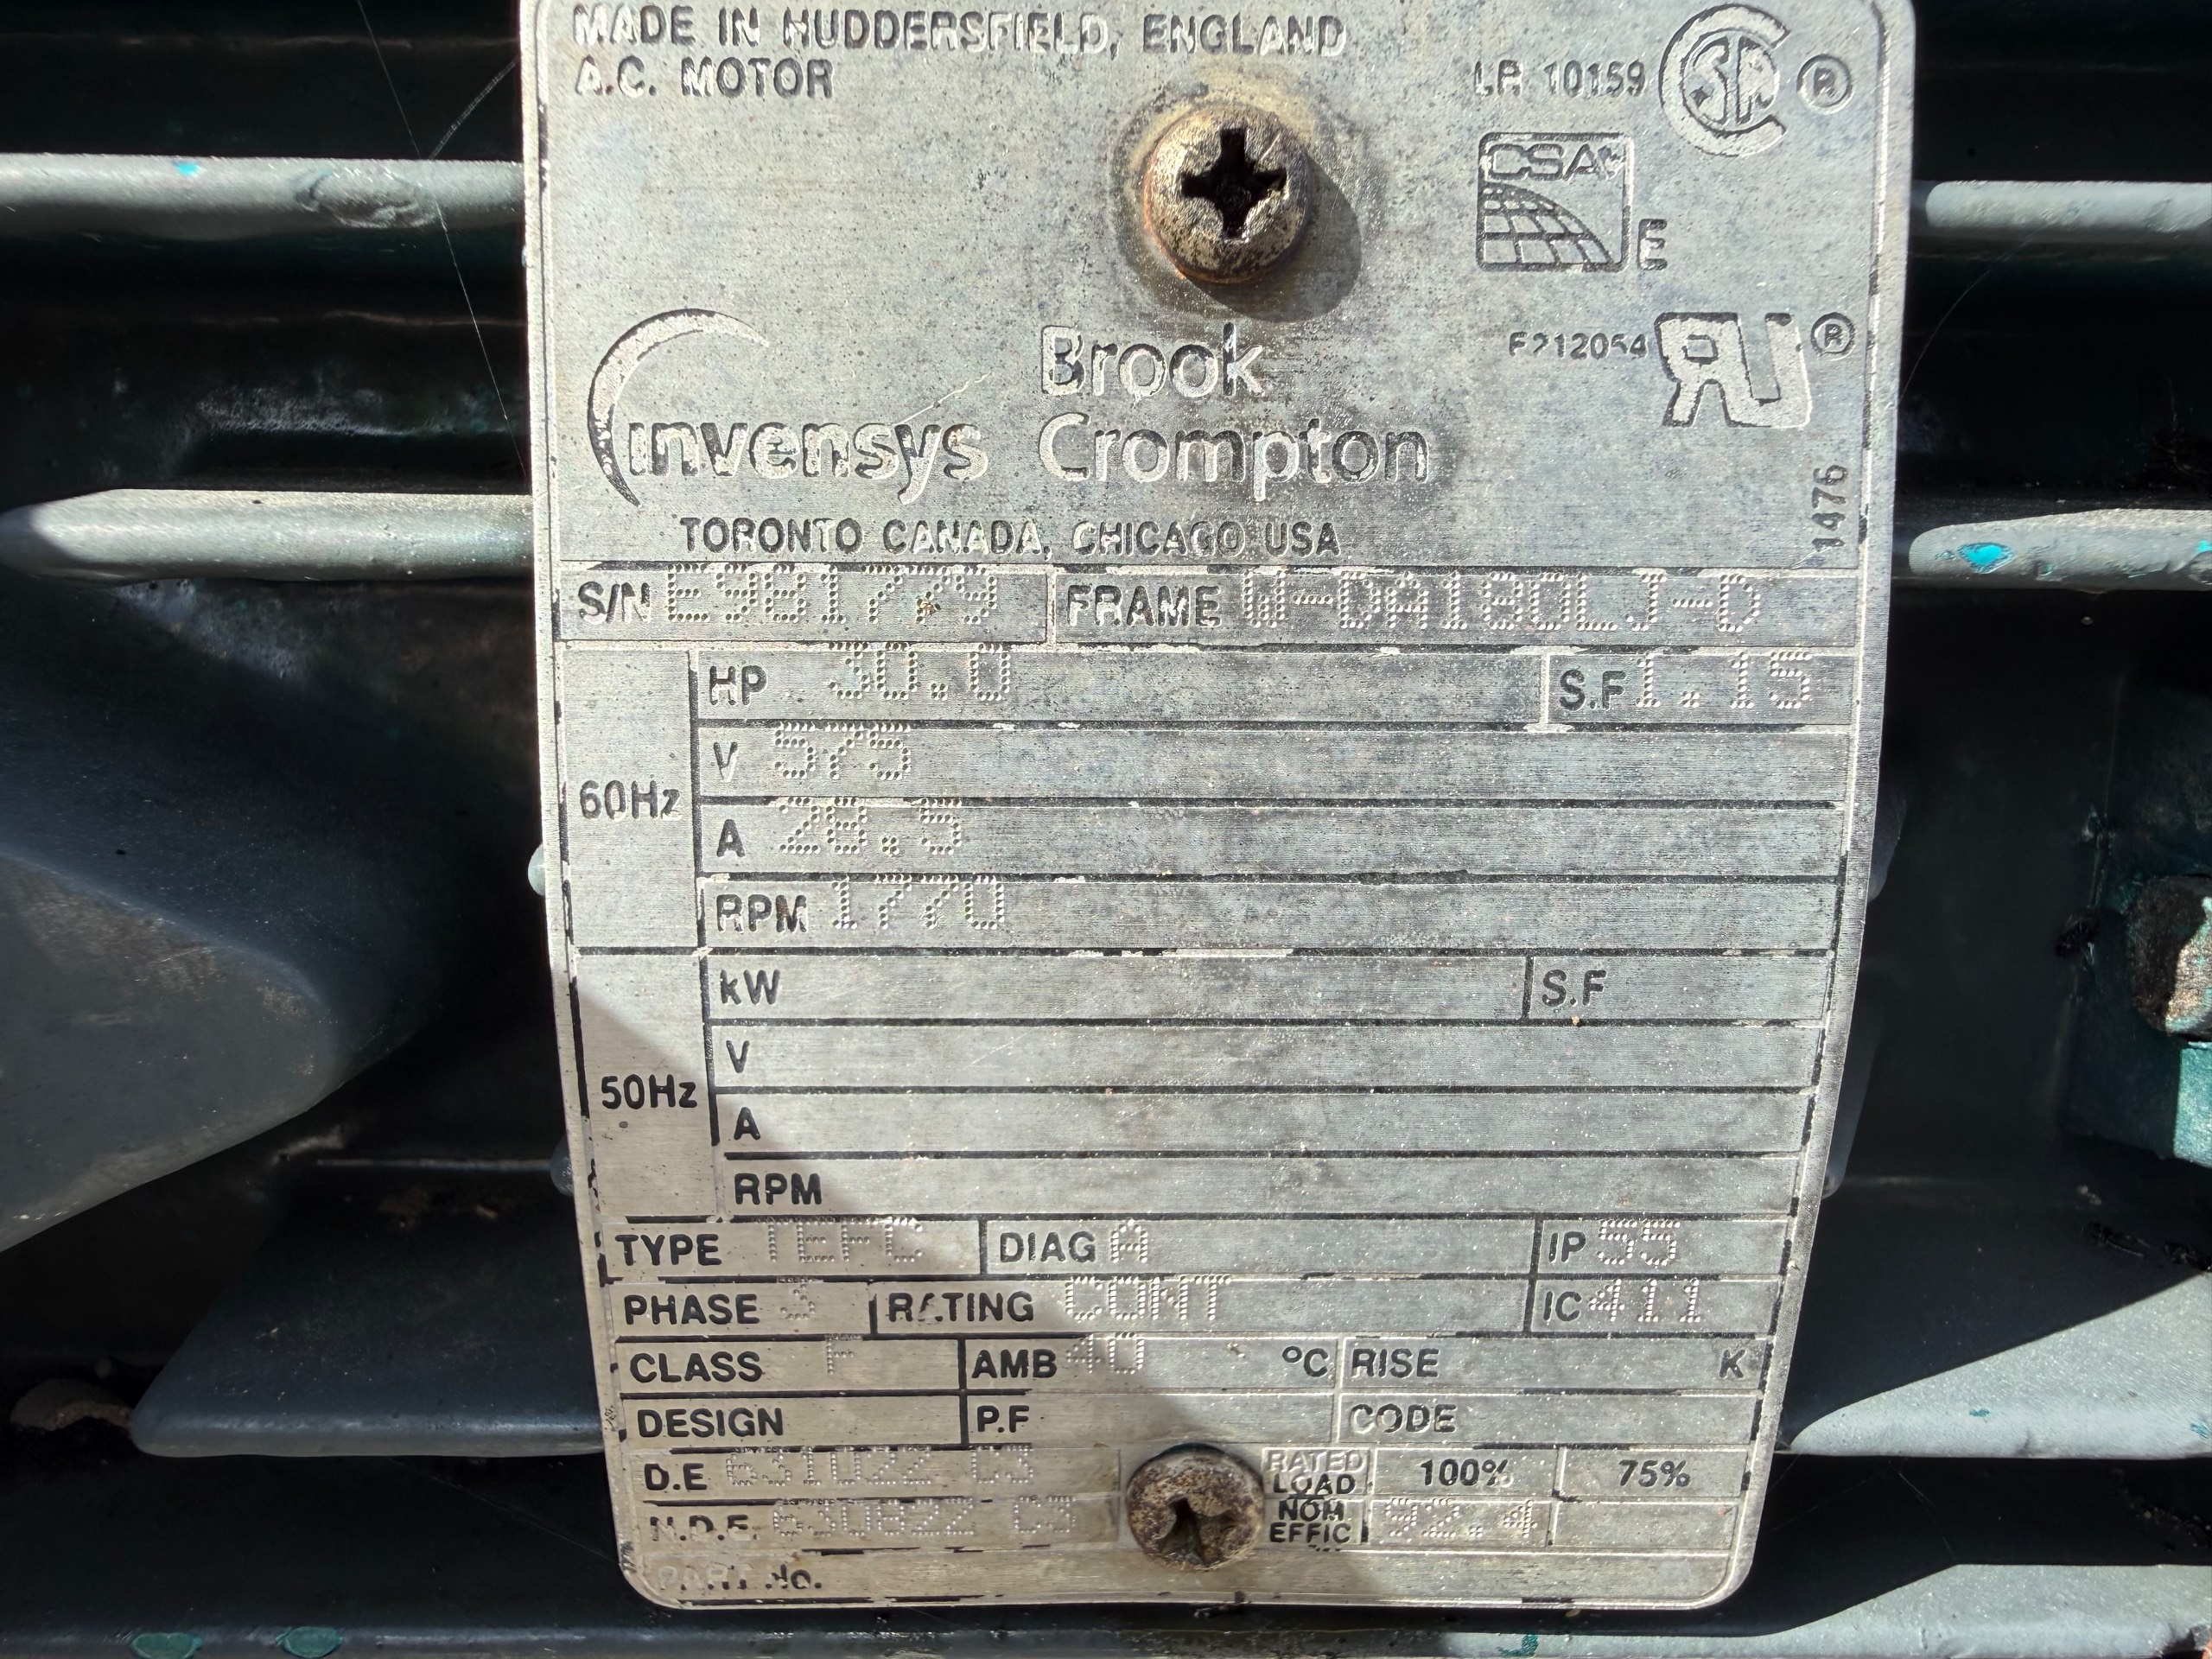 MADE IN HUDDERSFIELD, ENGLAND
A.C. MOTOR
LR 10159 ®
CSA
E
Brook
invensys Crompton
E212054 ®
1476
TORONTO CANADA, CHICAGO USA
S/N E981779 FRAME W-DA180LJ-D
60Hz
HP 30.0 S.F 1.15
V 575
A 28.5
RPM 1770
50Hz
kW S.F
V
A
RPM
TYPE TEFC DIAG A IP 55
PHASE 3 RATING CONT IC 411
CLASS F AMB 40 °C RISE K
DESIGN P.F CODE
D.E 6310ZZ C3 RATED LOAD 100% 75%
N.D.E. 6308ZZ C3 NOM EFFIC 92.4
PART No.